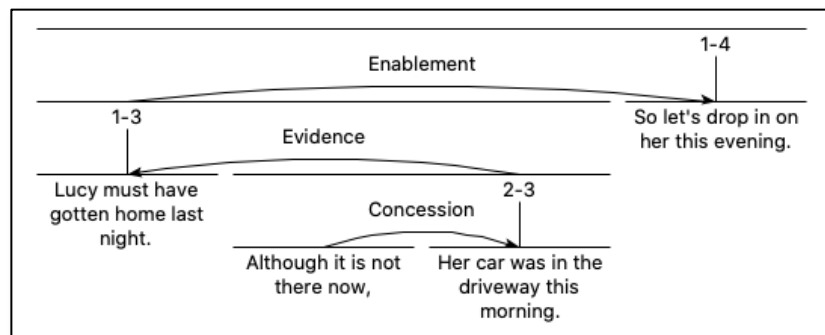 1-4
Enablement
1-3
So let's drop in on
her this evening.
Evidence
Lucy must have
gotten home last
night.
2-3
Concession
Although it is not
there now,
Her car was in the
driveway this
morning.